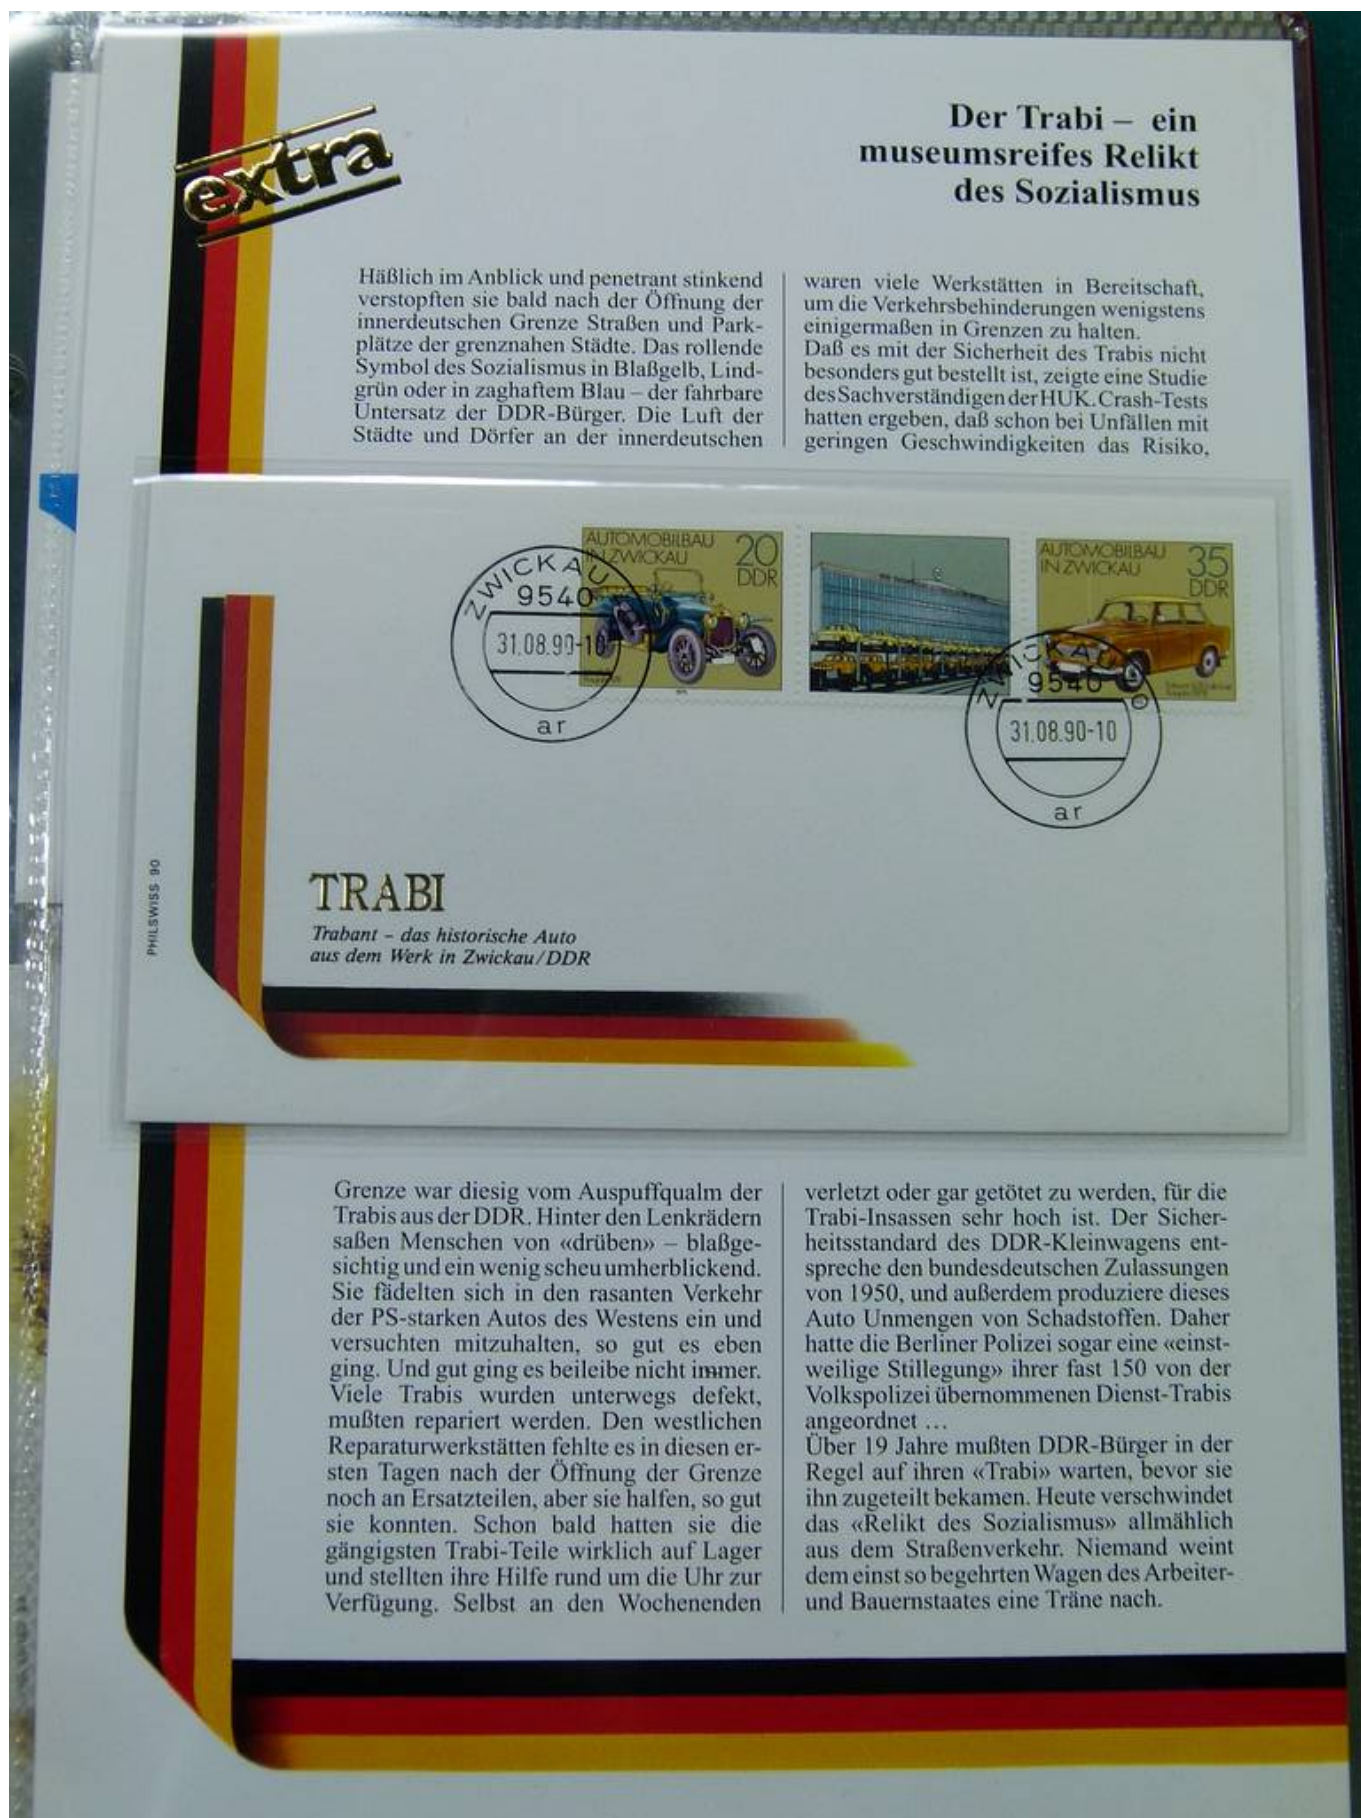 extra
Der Trabi – ein
museumsreifes Relikt
des Sozialismus
Häßlich im Anblick und penetrant stinkend
verstopften sie bald nach der Öffnung der
innerdeutschen Grenze Straßen und Park-
plätze der grenznahen Städte. Das rollende
Symbol des Sozialismus in Blaßgelb, Lind-
grün oder in zaghaftem Blau – der fahrbare
Untersatz der DDR-Bürger. Die Luft der
Städte und Dörfer an der innerdeutschen
waren viele Werkstätten in Bereitschaft,
um die Verkehrsbehinderungen wenigstens
einigermaßen in Grenzen zu halten.
Daß es mit der Sicherheit des Trabis nicht
besonders gut bestellt ist, zeigte eine Studie
des Sachverständigen der HUK. Crash-Tests
hatten ergeben, daß schon bei Unfällen mit
geringen Geschwindigkeiten das Risiko,
AUTOMOBILBAU
IN ZWICKAU
20
DDR
AUTOMOBILBAU
IN ZWICKAU
35
DDR
ZWICKAU
9540
31.08.90-10
ar
ZWICKAU
9540
31.08.90-10
ar
PHILSWISS 90
TRABI
Trabant – das historische Auto
aus dem Werk in Zwickau/DDR
Grenze war diesig vom Auspuffqualm der
Trabis aus der DDR. Hinter den Lenkrädern
saßen Menschen von «drüben» – blaßge-
sichtig und ein wenig scheu umherblickend.
Sie fädelten sich in den rasanten Verkehr
der PS-starken Autos des Westens ein und
versuchten mitzuhalten, so gut es eben
ging. Und gut ging es beileibe nicht immer.
Viele Trabis wurden unterwegs defekt,
mußten repariert werden. Den westlichen
Reparaturwerkstätten fehlte es in diesen er-
sten Tagen nach der Öffnung der Grenze
noch an Ersatzteilen, aber sie halfen, so gut
sie konnten. Schon bald hatten sie die
gängigsten Trabi-Teile wirklich auf Lager
und stellten ihre Hilfe rund um die Uhr zur
Verfügung. Selbst an den Wochenenden
verletzt oder gar getötet zu werden, für die
Trabi-Insassen sehr hoch ist. Der Sicher-
heitsstandard des DDR-Kleinwagens ent-
spreche den bundesdeutschen Zulassungen
von 1950, und außerdem produziere dieses
Auto Unmengen von Schadstoffen. Daher
hatte die Berliner Polizei sogar eine «einst-
weilige Stillegung» ihrer fast 150 von der
Volkspolizei übernommenen Dienst-Trabis
angeordnet ...
Über 19 Jahre mußten DDR-Bürger in der
Regel auf ihren «Trabi» warten, bevor sie
ihn zugeteilt bekamen. Heute verschwindet
das «Relikt des Sozialismus» allmählich
aus dem Straßenverkehr. Niemand weint
dem einst so begehrten Wagen des Arbeiter-
und Bauernstaates eine Träne nach.